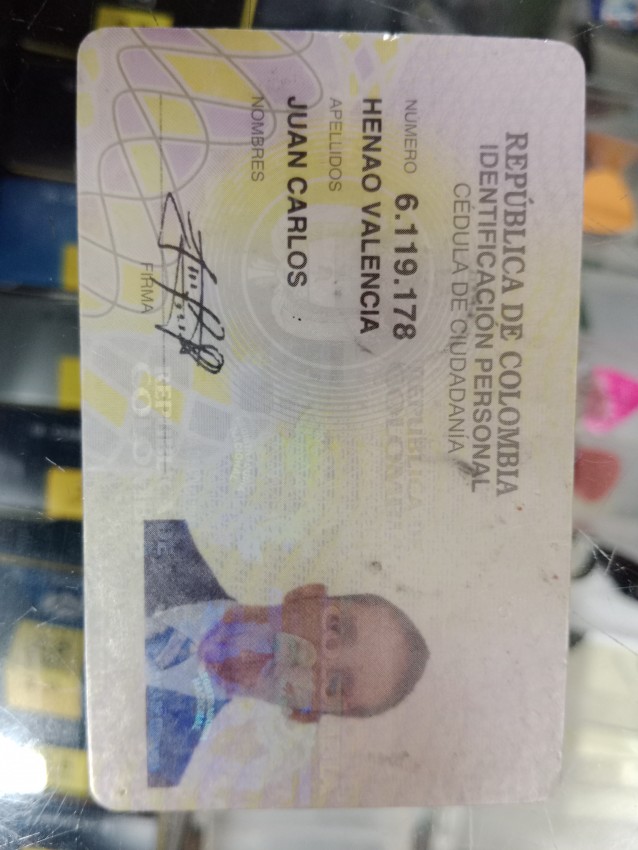 REPÚBLICA DE COLOMBIA
IDENTIFICACIÓN PERSONAL
CÉDULA DE CIUDADANÍA
NÚMERO 6.119.178
HENAO VALENCIA
APELLIDOS
JUAN CARLOS
NOMBRES
FIRMA